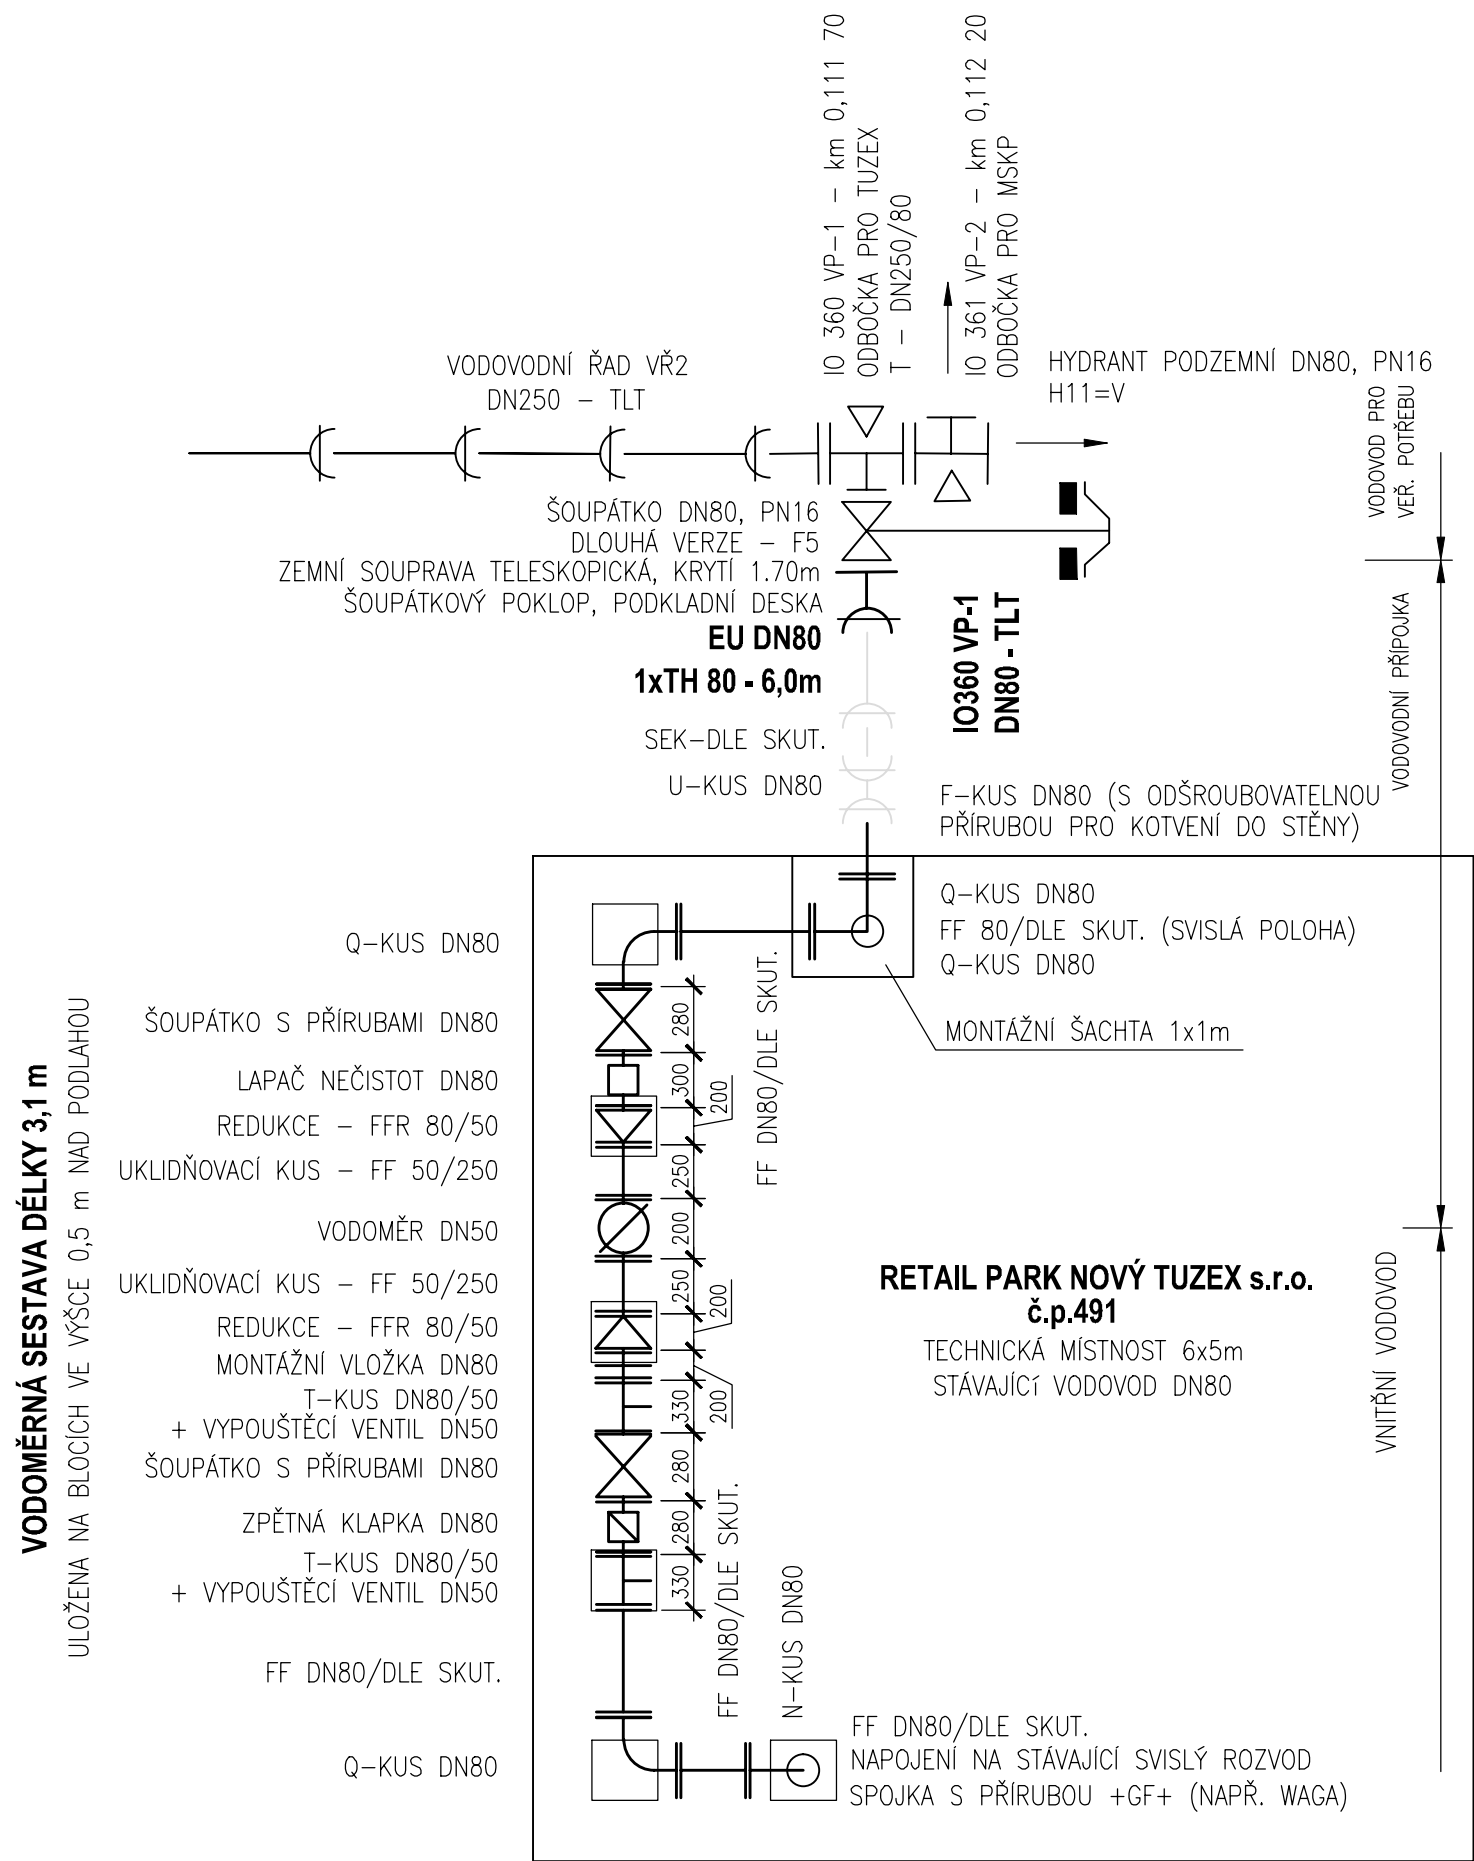 IO 360 VP-1 - km 0,111 70
ODBOČKA PRO TUZEX
T - DN250/80
IO 361 VP-2 - km 0,112 20
ODBOČKA PRO MSKP
VODOVODNÍ ŘAD VŘ2
DN250 - TLT
HYDRANT PODZEMNÍ DN80, PN16
H11=V
VODOVOD PRO
VEŘ. POTŘEBU
ŠOUPÁTKO DN80, PN16
DLOUHÁ VERZE - F5
ZEMNÍ SOUPRAVA TELESKOPICKÁ, KRYTÍ 1.70m
ŠOUPÁTKOVÝ POKLOP, PODKLADNÍ DESKA
EU DN80
1xTH 80 - 6,0m
IO360 VP-1
DN80 - TLT
VODOVODNÍ PŘÍPOJKA
SEK-DLE SKUT.
U-KUS DN80
F-KUS DN80 (S ODŠROUBOVATELNOU
PŘÍRUBOU PRO KOTVENÍ DO STĚNY)
Q-KUS DN80
FF 80/DLE SKUT. (SVISLÁ POLOHA)
Q-KUS DN80
MONTÁŽNÍ ŠACHTA 1x1m
FF DN80/DLE SKUT.
VODOMĚRNÁ SESTAVA DÉLKY 3,1 m
ULOŽENA NA BLOCÍCH VE VÝŠCE 0,5 m NAD PODLAHOU
Q-KUS DN80
ŠOUPÁTKO S PŘÍRUBAMI DN80
280
LAPAČ NEČISTOT DN80
300
REDUKCE - FFR 80/50
200
UKLIDŇOVACÍ KUS - FF 50/250
250
VODOMĚR DN50
200
UKLIDŇOVACÍ KUS - FF 50/250
250
REDUKCE - FFR 80/50
200
MONTÁŽNÍ VLOŽKA DN80
200
T-KUS DN80/50
+ VYPOUŠTĚCÍ VENTIL DN50
330
ŠOUPÁTKO S PŘÍRUBAMI DN80
280
ZPĚTNÁ KLAPKA DN80
280
T-KUS DN80/50
+ VYPOUŠTĚCÍ VENTIL DN50
330
FF DN80/DLE SKUT.
Q-KUS DN80
RETAIL PARK NOVÝ TUZEX s.r.o.
č.p.491
TECHNICKÁ MÍSTNOST 6x5m
STÁVAJÍCí VODOVOD DN80
VNITŘNÍ VODOVOD
FF DN80/DLE SKUT.
N-KUS DN80
FF DN80/DLE SKUT.
NAPOJENÍ NA STÁVAJÍCÍ SVISLÝ ROZVOD
SPOJKA S PŘÍRUBOU +GF+ (NAPŘ. WAGA)